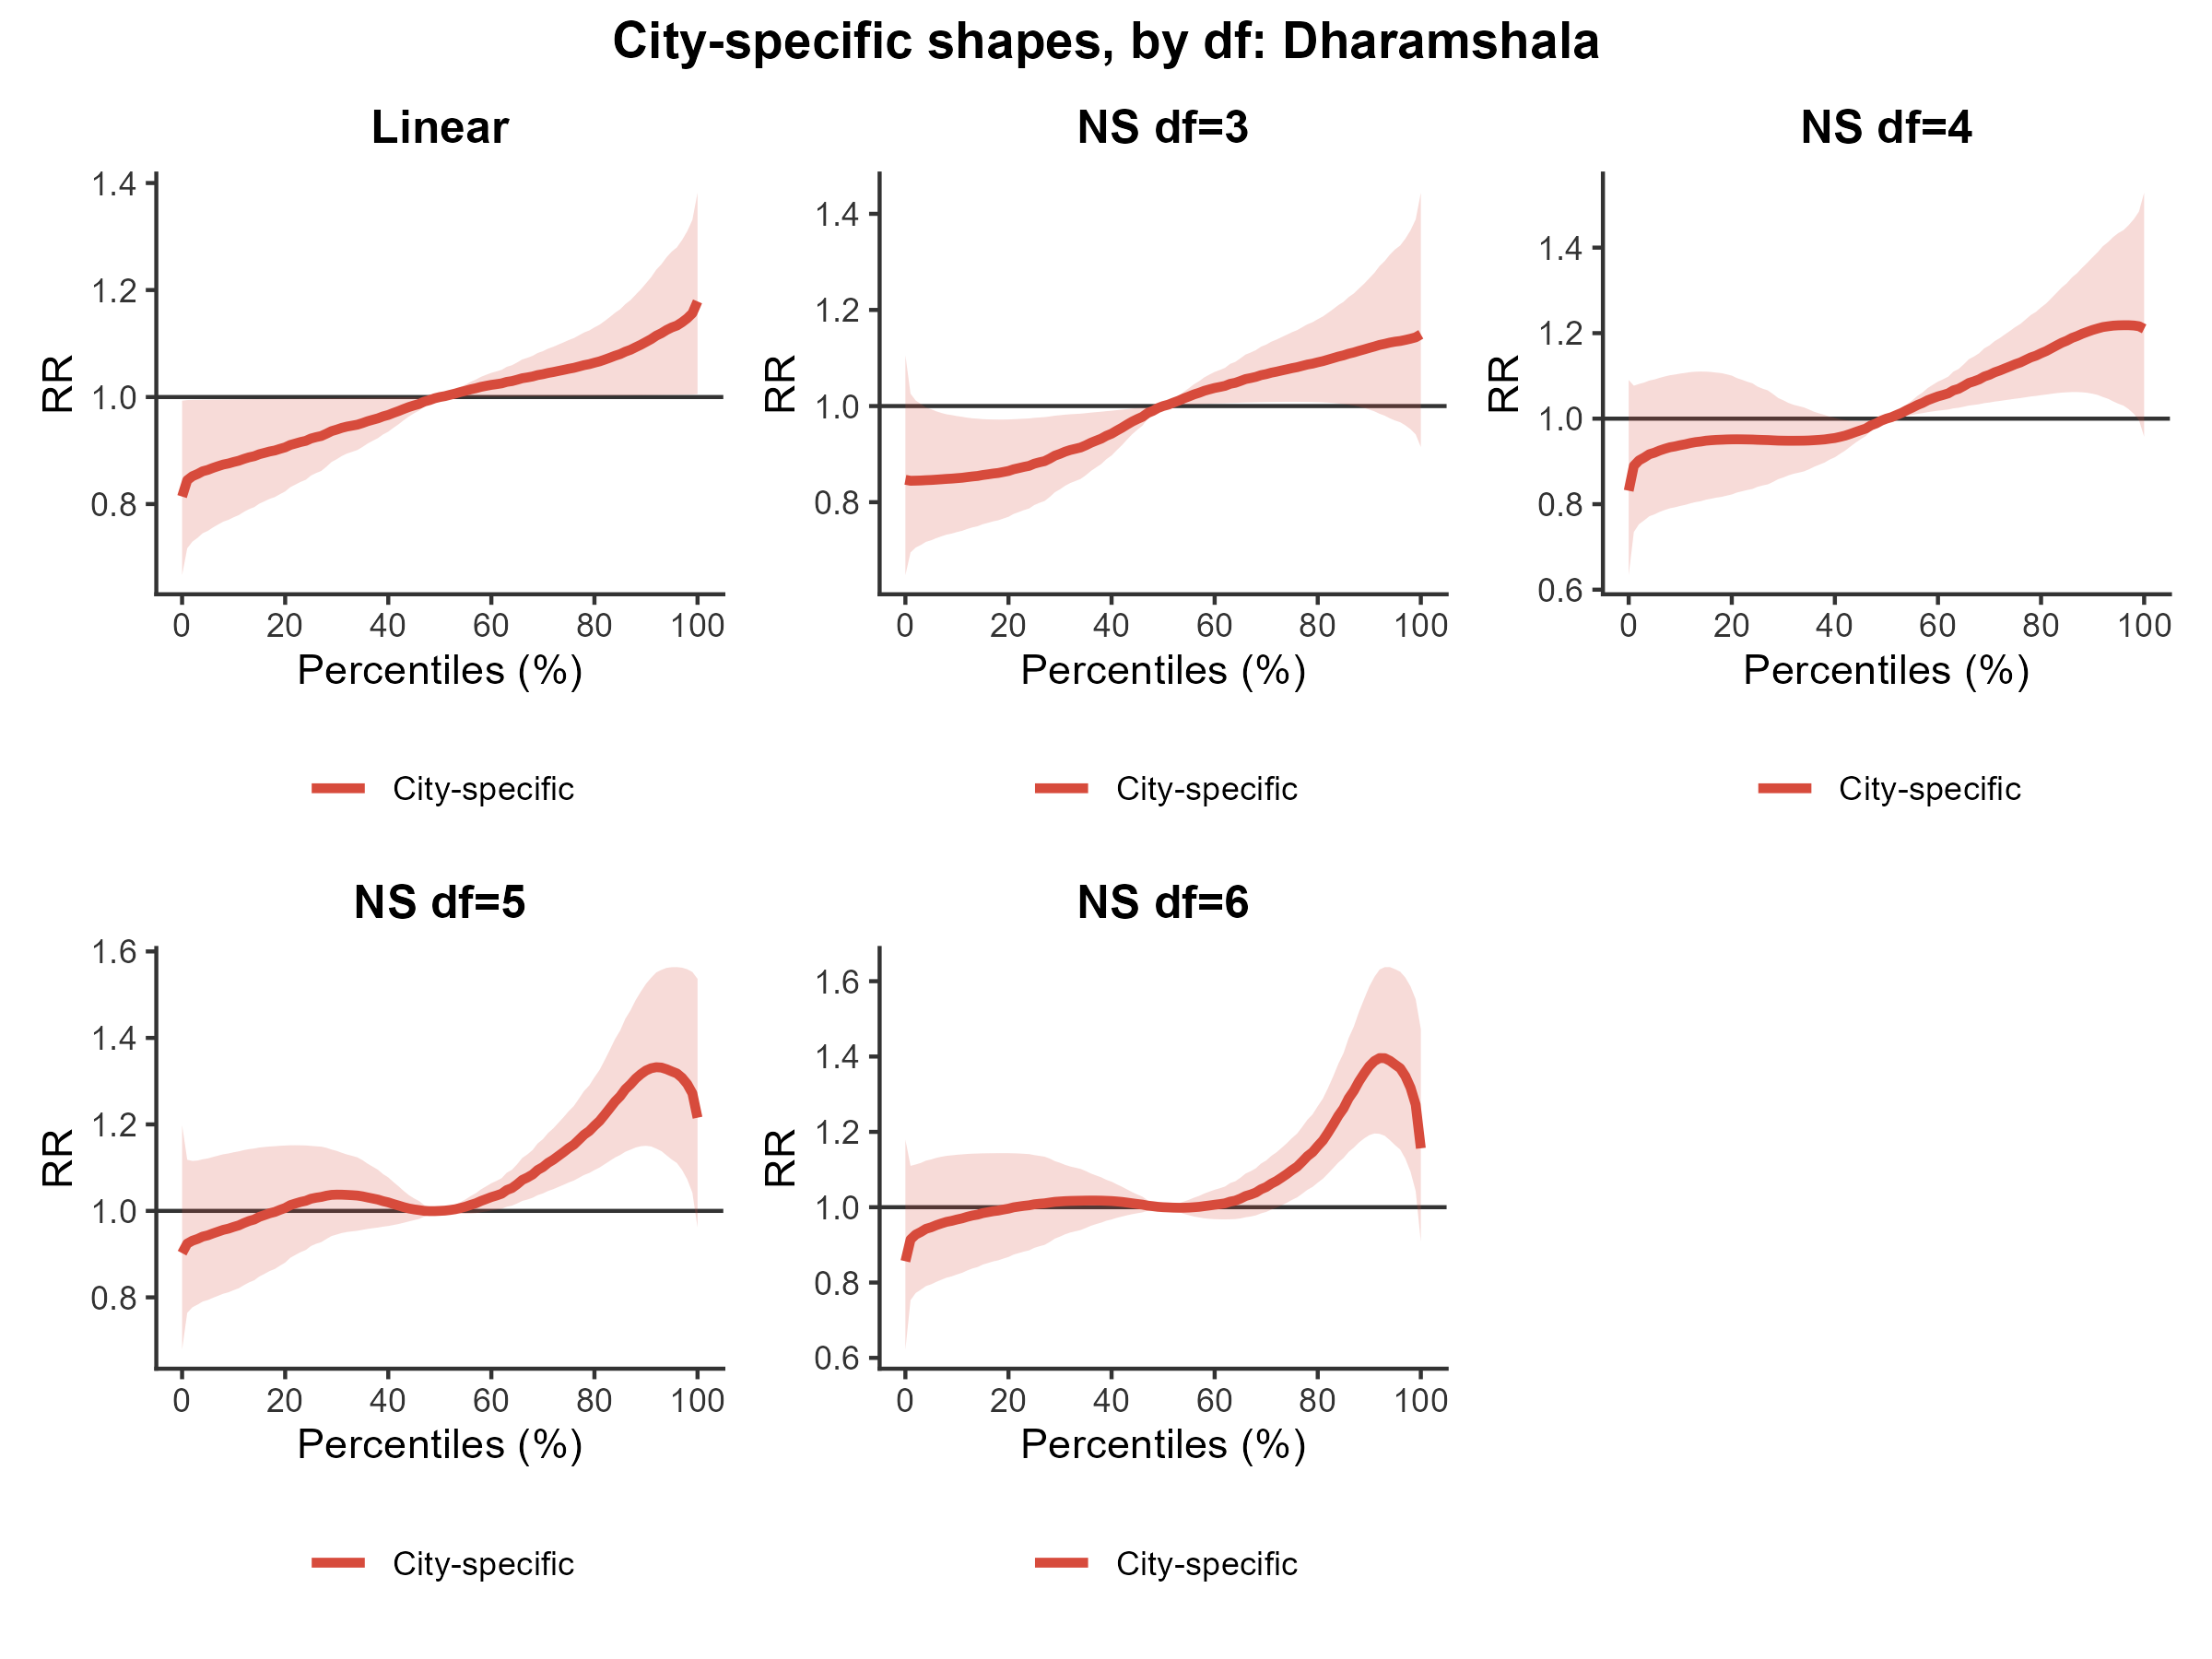 City-specific shapes, by df: Dharamshala
Linear
RR
1.4
1.2
1.0
0.8
0 20 40 60 80 100
Percentiles (%)
City-specific
NS df=3
RR
1.4
1.2
1.0
0.8
0 20 40 60 80 100
Percentiles (%)
City-specific
NS df=4
RR
1.4
1.2
1.0
0.8
0.6
0 20 40 60 80 100
Percentiles (%)
City-specific
NS df=5
RR
1.6
1.4
1.2
1.0
0.8
0 20 40 60 80 100
Percentiles (%)
City-specific
NS df=6
RR
1.6
1.4
1.2
1.0
0.8
0.6
0 20 40 60 80 100
Percentiles (%)
City-specific